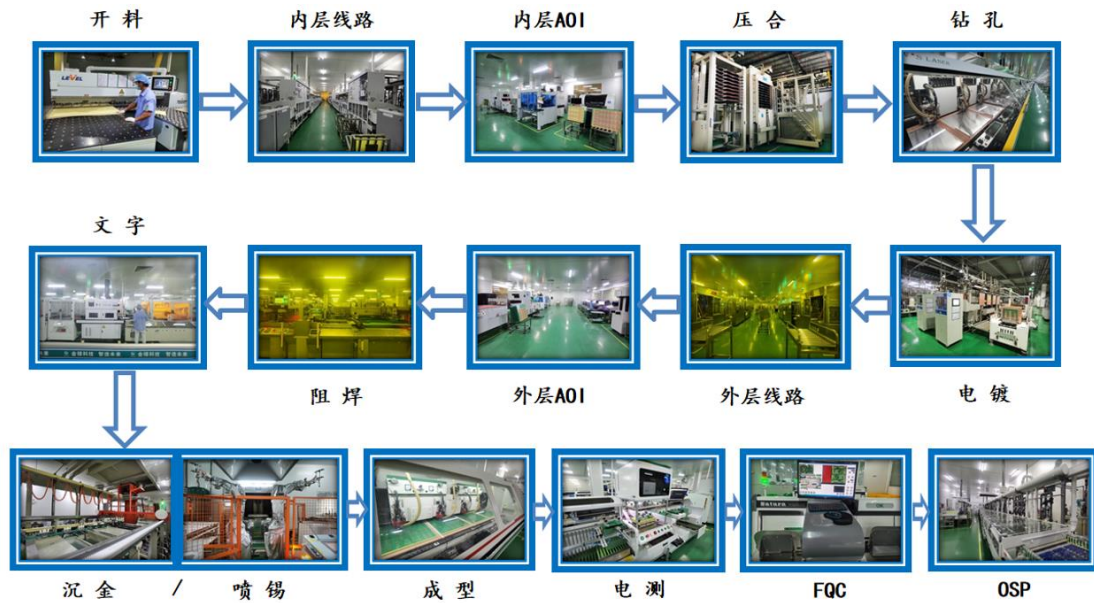 开 料
内层线路
内层AOI
压 合
钻 孔
LEVEL
文 字
阻 焊
外层AOI
外层线路
电 镀
沉 金 / 喷 锡
成 型
电 测
FQC
OSP